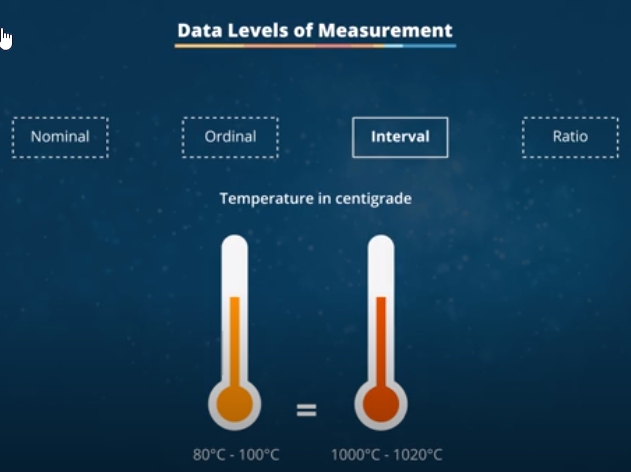 Data Levels of Measurement
Nominal
Ordinal
Interval
Ratio
Temperature in centigrade
=
80°C - 100°C
1000°C - 1020°C